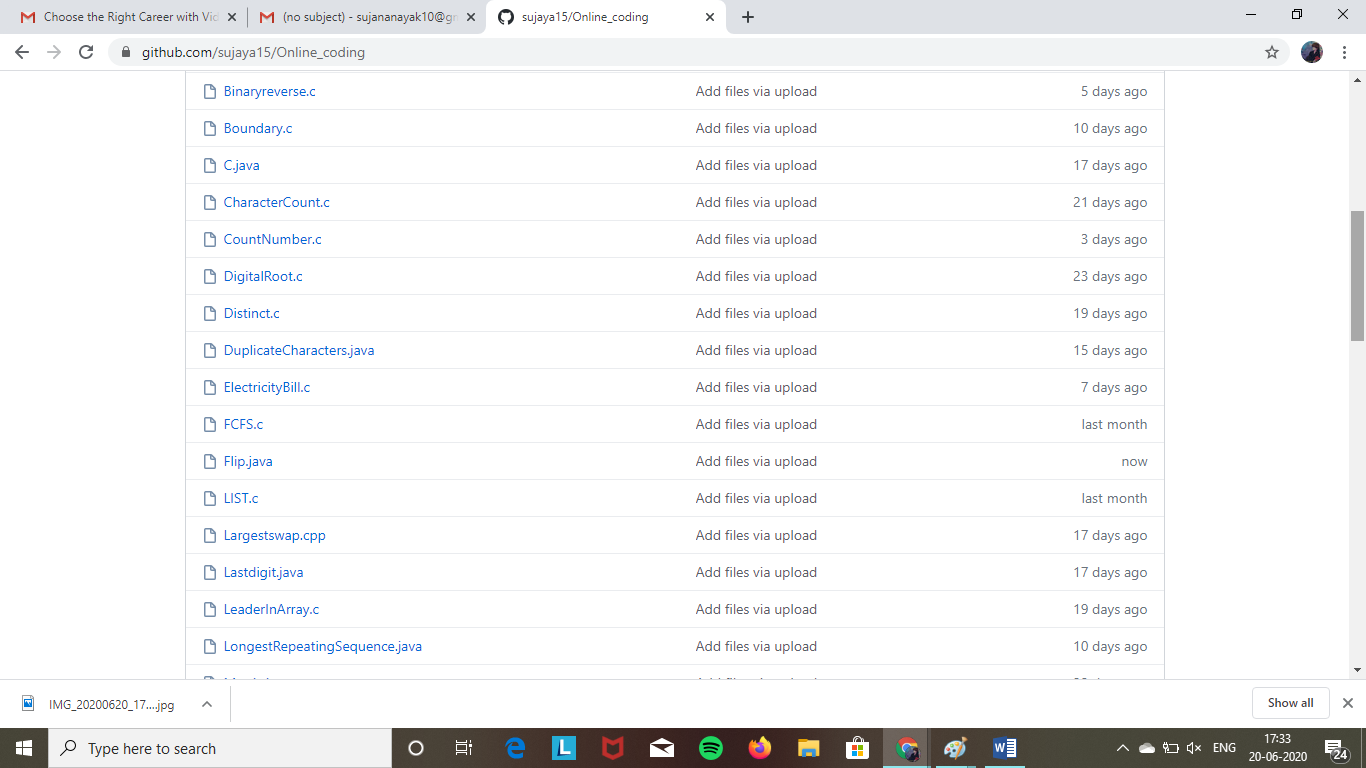 Choose the Right Career with Vic
(no subject) - sujananayak10@gm
sujaya15/Online_coding
github.com/sujaya15/Online_coding
Binaryreverse.c Add files via upload 5 days ago
Boundary.c Add files via upload 10 days ago
C.java Add files via upload 17 days ago
CharacterCount.c Add files via upload 21 days ago
CountNumber.c Add files via upload 3 days ago
DigitalRoot.c Add files via upload 23 days ago
Distinct.c Add files via upload 19 days ago
DuplicateCharacters.java Add files via upload 15 days ago
ElectricityBill.c Add files via upload 7 days ago
FCFS.c Add files via upload last month
Flip.java Add files via upload now
LIST.c Add files via upload last month
Largestswap.cpp Add files via upload 17 days ago
Lastdigit.java Add files via upload 17 days ago
LeaderInArray.c Add files via upload 19 days ago
LongestRepeatingSequence.java Add files via upload 10 days ago
IMG_20200620_17....jpg Show all
Type here to search
ENG
17:33
20-06-2020
24